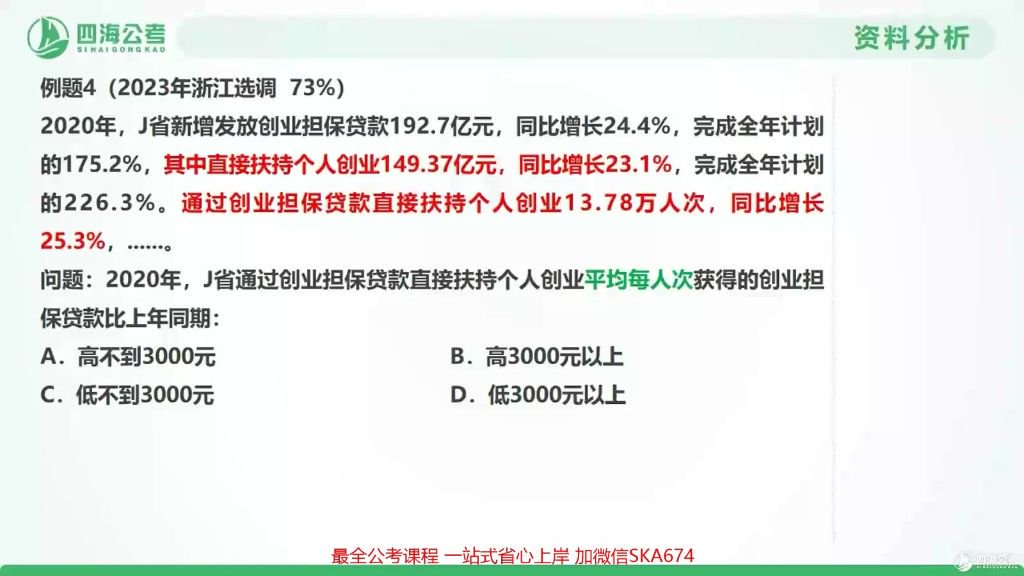 四海公考
SIHAIGONGKAO
资料分析
例题4（2023年浙江选调 73%）
2020年，J省新增发放创业担保贷款192.7亿元，同比增长24.4%，完成全年计划
的175.2%，其中直接扶持个人创业149.37亿元，同比增长23.1%，完成全年计划
的226.3%。通过创业担保贷款直接扶持个人创业13.78万人次，同比增长
25.3%，……。
问题：2020年，J省通过创业担保贷款直接扶持个人创业平均每人次获得的创业担
保贷款比上年同期：
A．高不到3000元
B．高3000元以上
C．低不到3000元
D．低3000元以上
最全公考课程 一站式省心上岸 加微信SKA674
四海公考